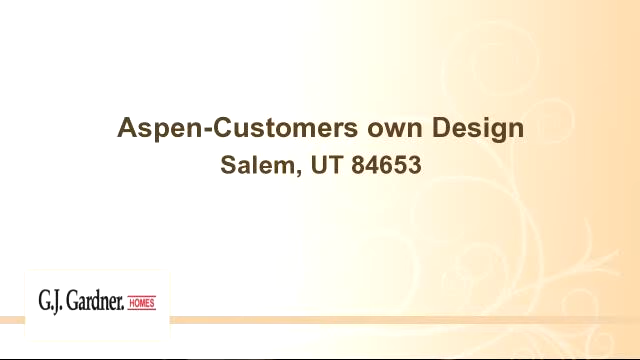 Aspen-Customers own Design
Salem, UT 84653
G.J. Gardner. HOMES